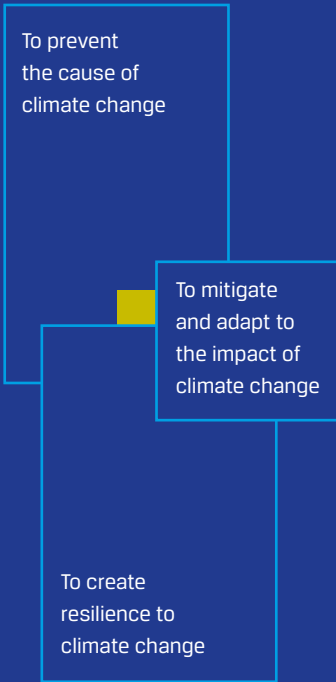 To prevent
the cause of
climate change
To mitigate
and adapt to
the impact of
climate change
To create
resilience to
climate change